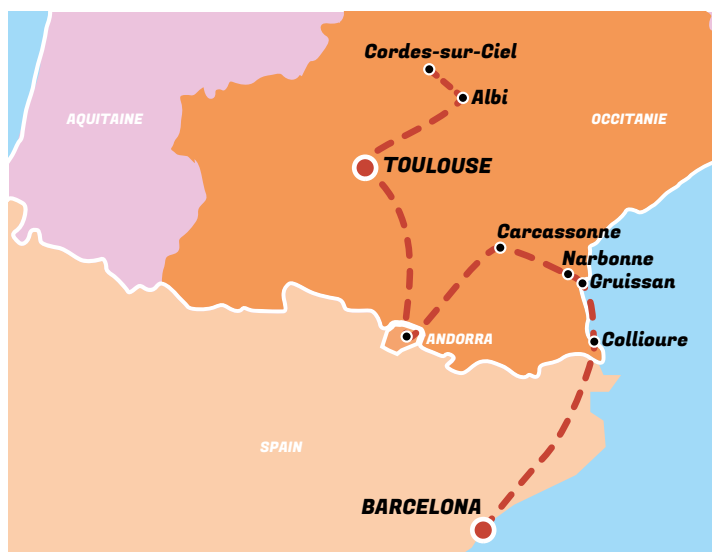 Cordes-sur-Ciel
Albi
AQUITAINE
OCCITANIE
TOULOUSE
Carcassonne
Narbonne
Gruissan
ANDORRA
Collioure
SPAIN
BARCELONA